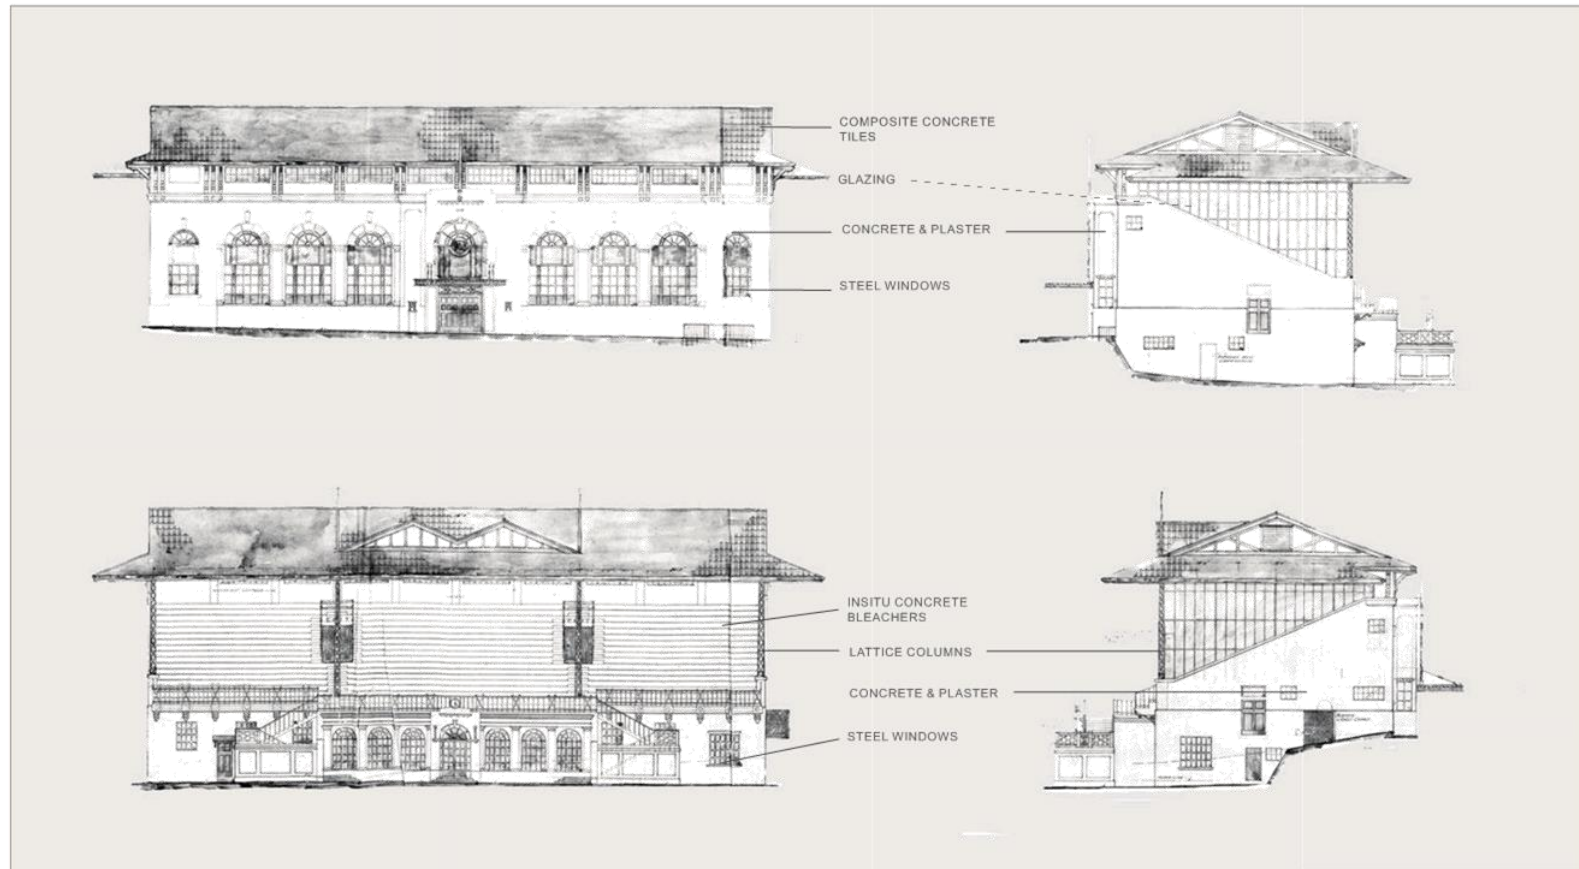 COMPOSITE CONCRETE
TILES
GLAZING
CONCRETE & PLASTER
STEEL WINDOWS
INSITU CONCRETE
BLEACHERS
LATTICE COLUMNS
CONCRETE & PLASTER
STEEL WINDOWS